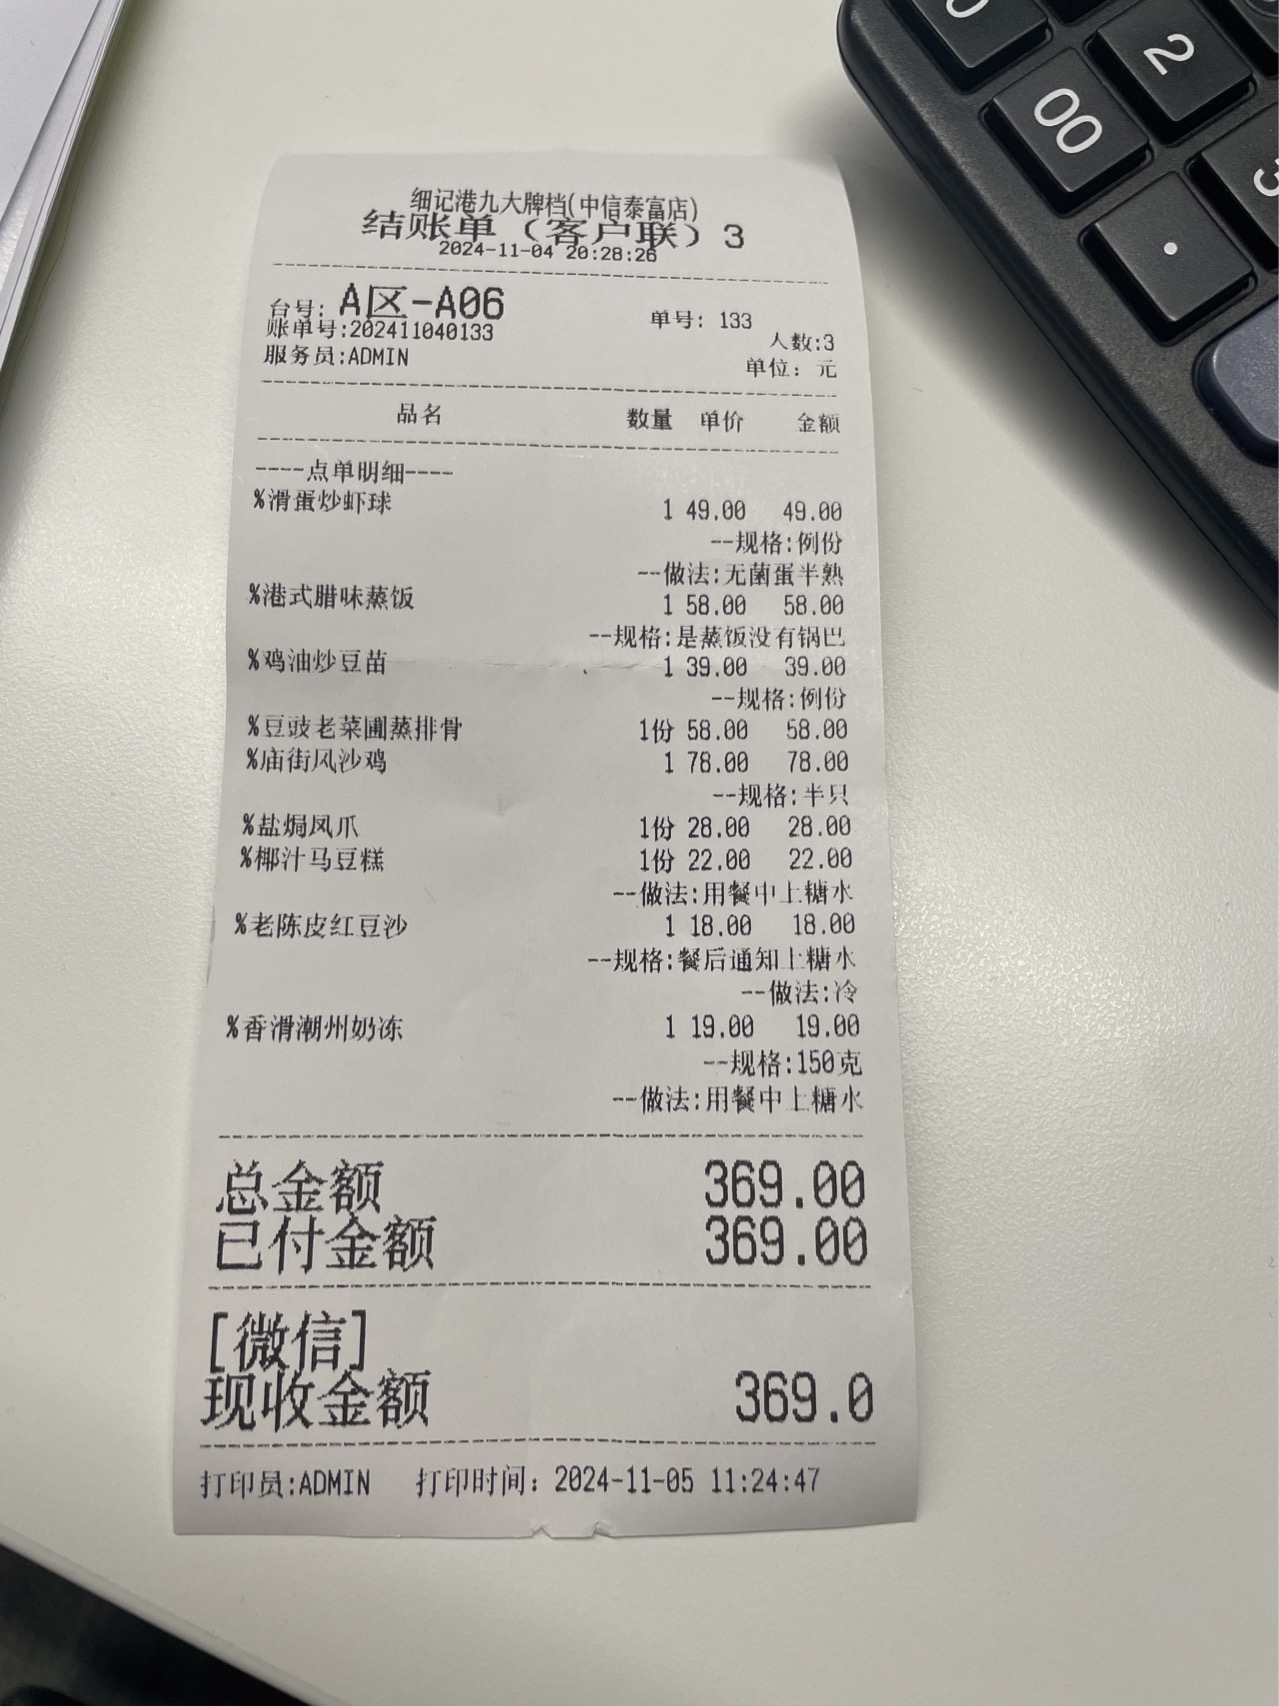 细记港九大牌档(中信泰富店)
结账单（客户联）3
2024-11-04 20:28:26
台号: A区-A06 单号: 133
账单号:202411040133 人数:3
服务员:ADMIN 单位: 元
品名 数量 单价 金额
----点单明细----
%滑蛋炒虾球 1 49.00 49.00
--规格:例份
--做法:无菌蛋半熟
%港式腊味蒸饭 1 58.00 58.00
--规格:是蒸饭没有锅巴
%鸡油炒豆苗 1 39.00 39.00
--规格:例份
%豆豉老菜圃蒸排骨 1份 58.00 58.00
%庙街风沙鸡 1 78.00 78.00
--规格:半只
%盐焗凤爪 1份 28.00 28.00
%椰汁马豆糕 1份 22.00 22.00
--做法:用餐中上糖水
%老陈皮红豆沙 1 18.00 18.00
--规格:餐后通知上糖水
--做法:冷
%香滑潮州奶冻 1 19.00 19.00
--规格:150克
--做法:用餐中上糖水
总金额 369.00
已付金额 369.00
[微信]
现收金额 369.0
打印员:ADMIN 打印时间: 2024-11-05 11:24:47
2
00
.